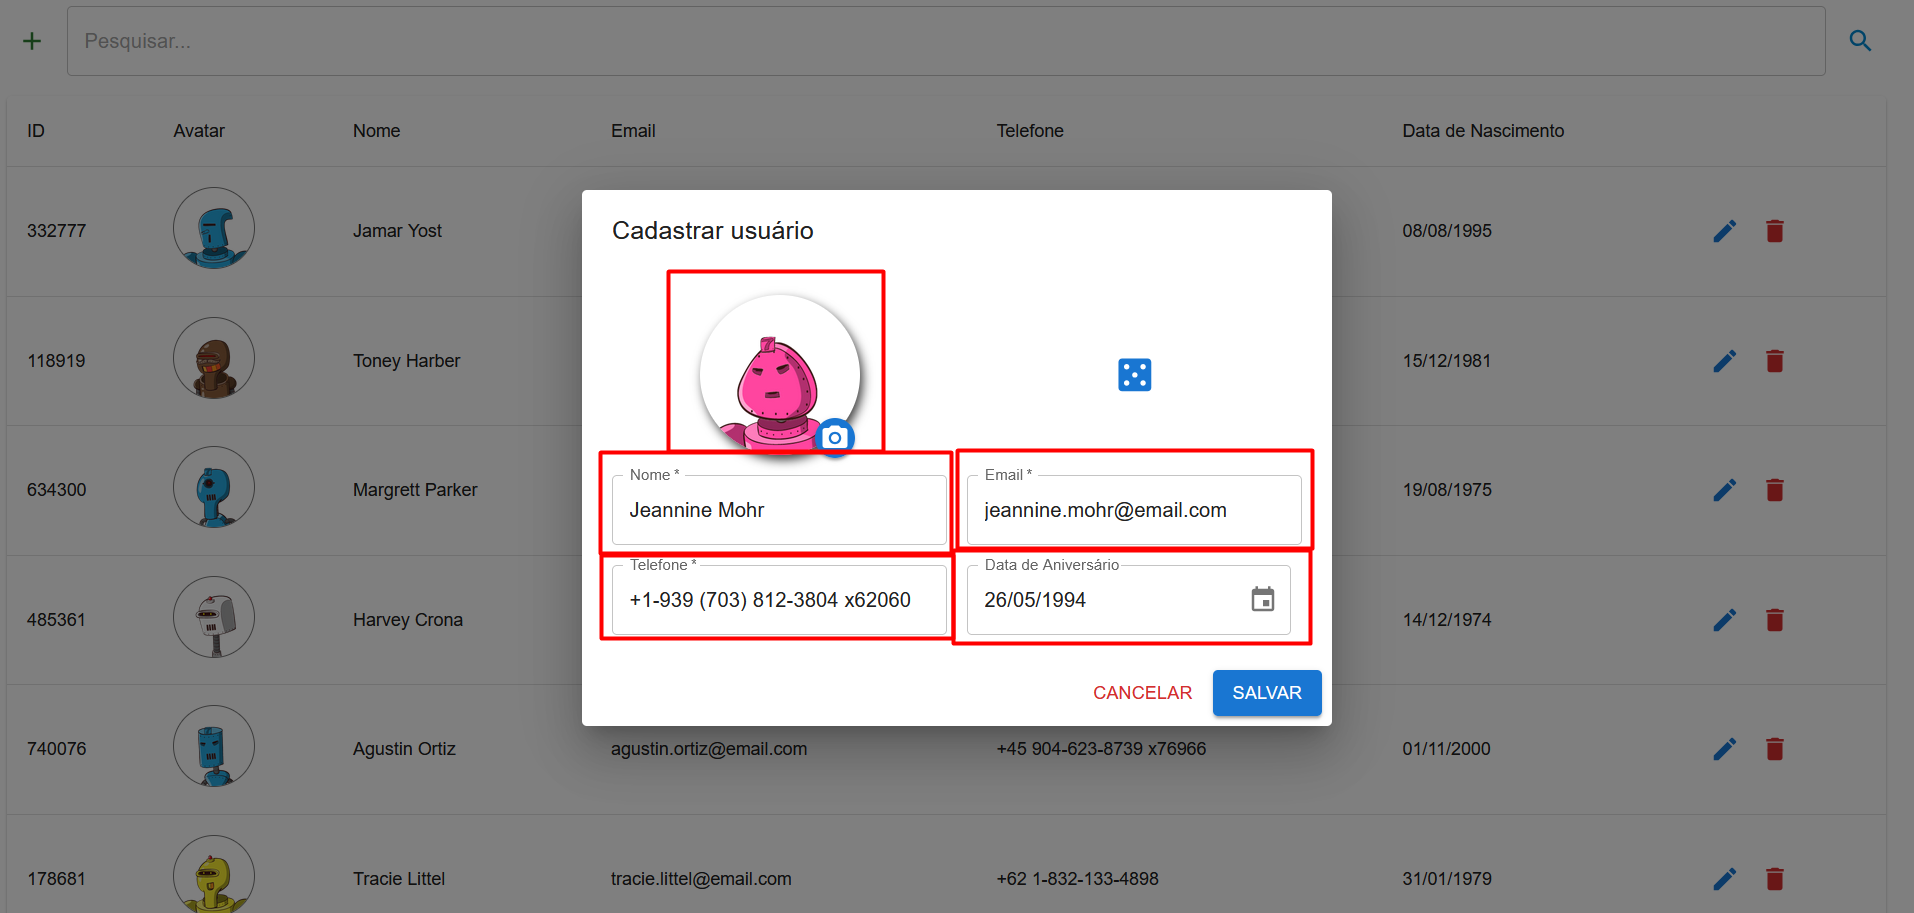 Pesquisar...
ID Avatar Nome Email Telefone Data de Nascimento
332777 Jamar Yost 08/08/1995
118919 Toney Harber 15/12/1981
634300 Margrett Parker 19/08/1975
485361 Harvey Crona 14/12/1974
740076 Agustin Ortiz agustin.ortiz@email.com +45 904-623-8739 x76966 01/11/2000
178681 Tracie Littel tracie.littel@email.com +62 1-832-133-4898 31/01/1979
Cadastrar usuário
7
Nome *
Jeannine Mohr
Email *
jeannine.mohr@email.com
Telefone *
+1-939 (703) 812-3804 x62060
Data de Aniversário
26/05/1994
CANCELAR SALVAR